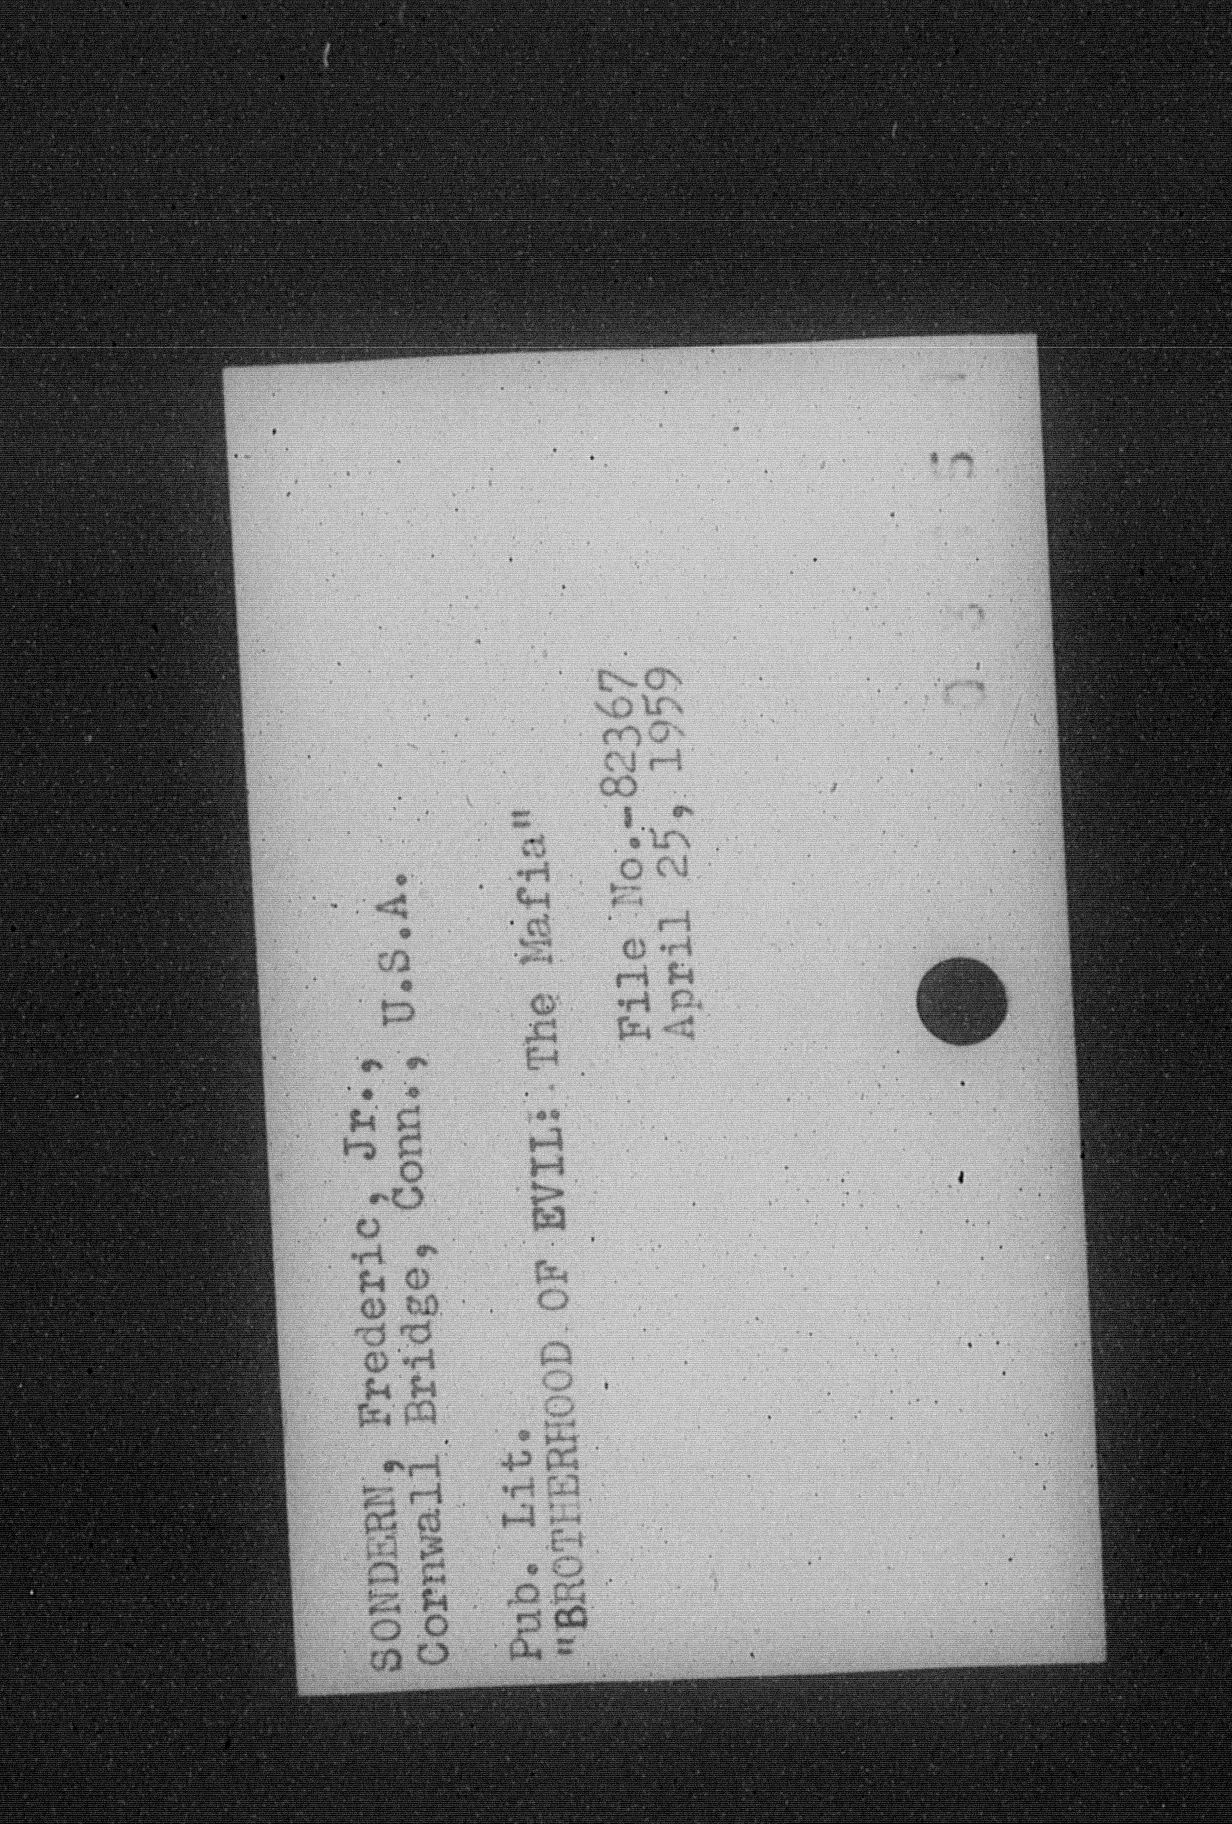 SONDERN, Frederic, Jr.,
Cornwall Bridge, Conn., U.S.A.
Pub. Lit.
"BROTHERHOOD OF EVIL: The Mafia"
File No.-82367
April 25, 1959